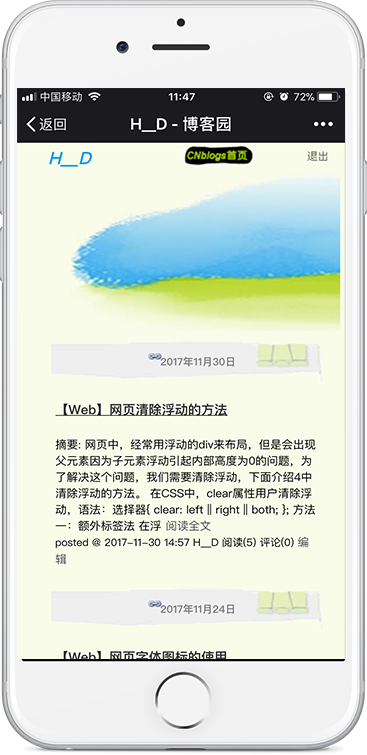 中国移动 11:47 72%
返回 H__D - 博客园
H__D CNblogs首页 退出
2017年11月30日
【Web】网页清除浮动的方法
摘要: 网页中，经常用浮动的div来布局，但是会出现
父元素因为子元素浮动引起内部高度为0的问题，为
了解决这个问题，我们需要清除浮动，下面介绍4中
清除浮动的方法。 在CSS中，clear属性用户清除浮
动，语法：选择器{ clear: left || right || both; }; 方法
一：额外标签法 在浮 阅读全文
posted @ 2017-11-30 14:57 H__D 阅读(5) 评论(0) 编
辑
2017年11月24日
【Web】网页字体图标的使用